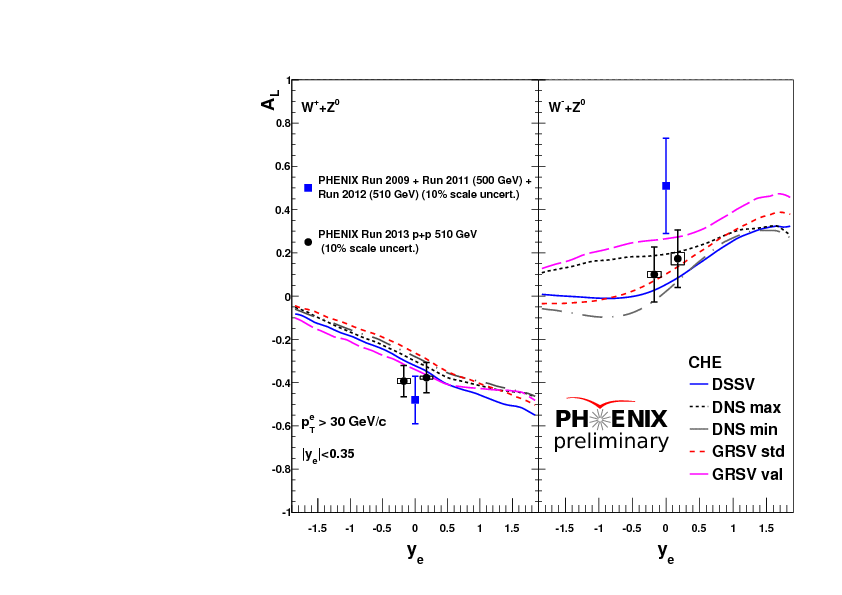 A_L
1
0.8
0.6
0.4
0.2
0
-0.2
-0.4
-0.6
-0.8
-1
W⁺+Z⁰
PHENIX Run 2009 + Run 2011 (500 GeV) +
Run 2012 (510 GeV) (10% scale uncert.)
PHENIX Run 2013 p+p 510 GeV
(10% scale uncert.)
p_T^e > 30 GeV/c
|y_e|<0.35
-1.5 -1 -0.5 0 0.5 1 1.5
y_e
W⁻+Z⁰
PHENIX
preliminary
CHE
DSSV
DNS max
DNS min
GRSV std
GRSV val
-1.5 -1 -0.5 0 0.5 1 1.5
y_e